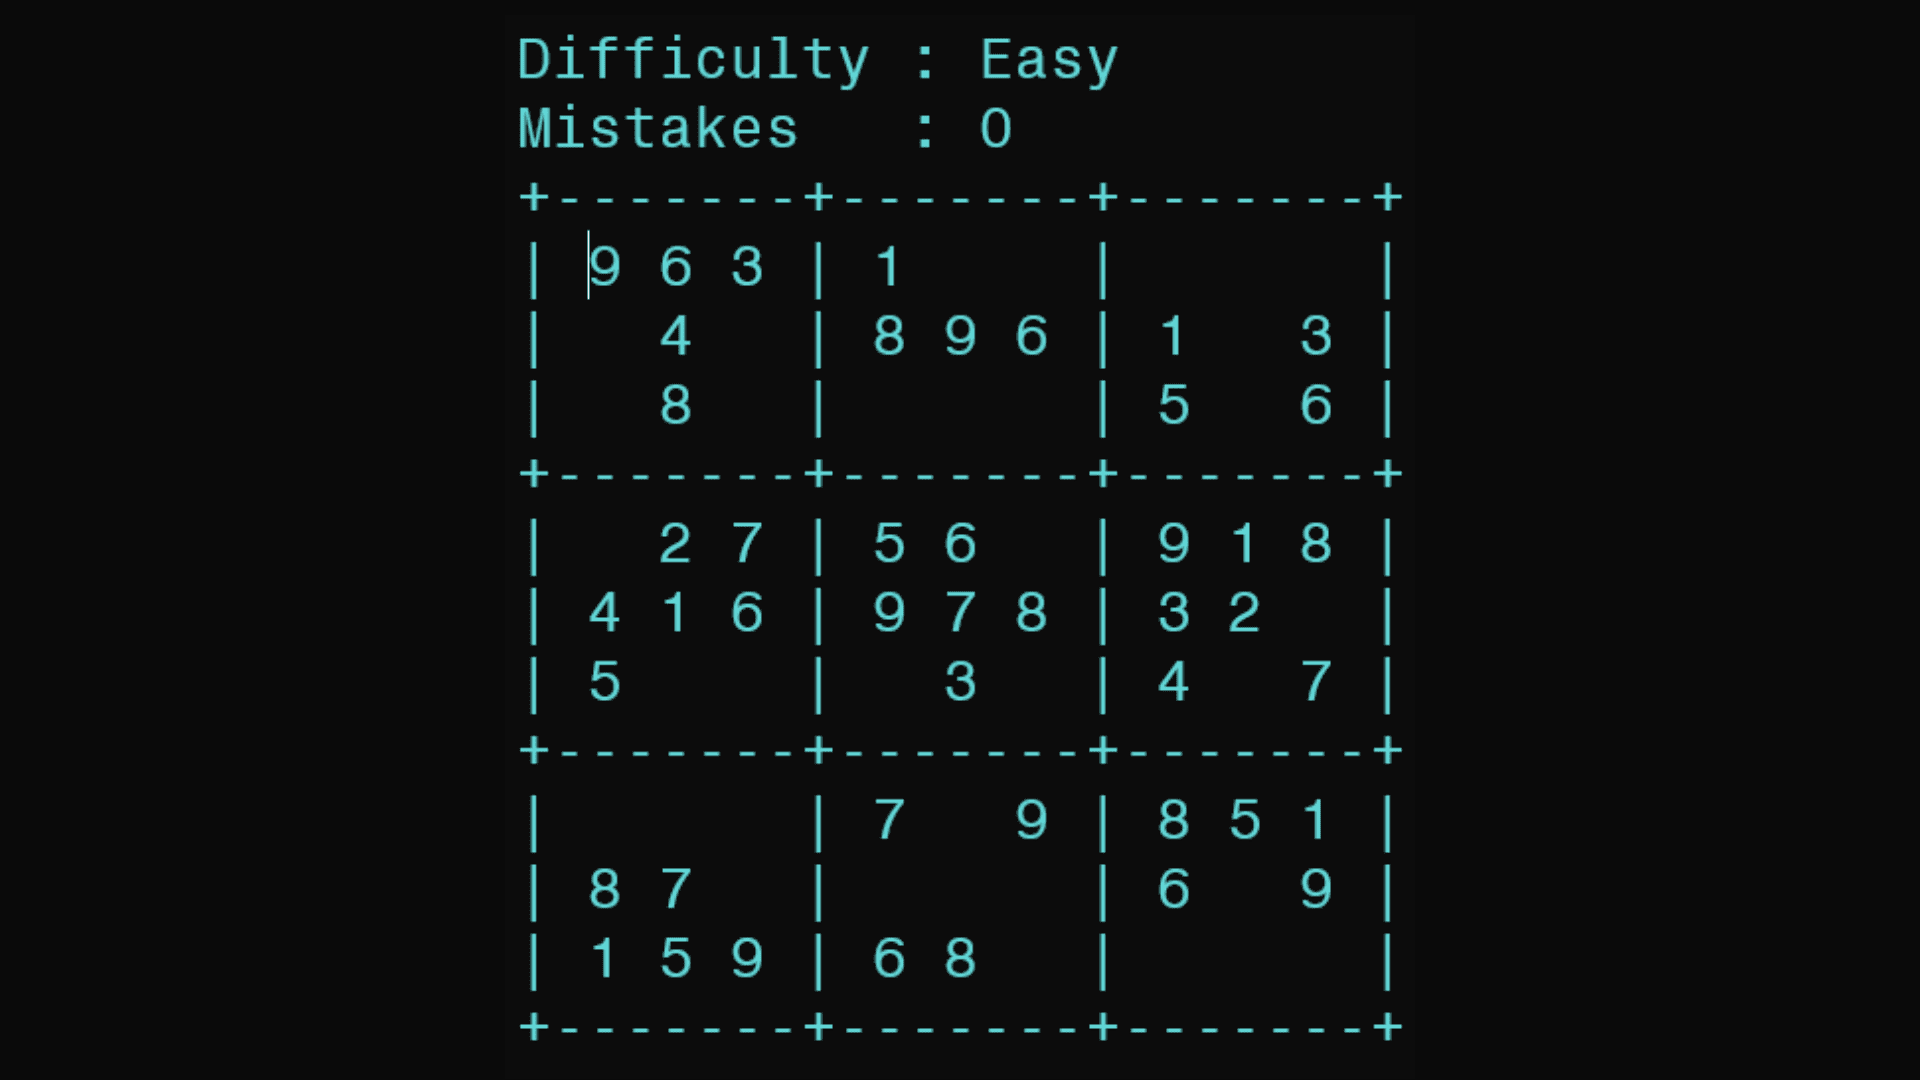 Difficulty : Easy
Mistakes   : 0
+-------+-------+-------+
| 9 6 3 | 1     |       |
|   4   | 8 9 6 | 1   3 |
|   8   |       | 5   6 |
+-------+-------+-------+
|   2 7 | 5 6   | 9 1 8 |
| 4 1 6 | 9 7 8 | 3 2   |
| 5     |   3   | 4   7 |
+-------+-------+-------+
|       | 7   9 | 8 5 1 |
| 8 7   |       | 6   9 |
| 1 5 9 | 6 8   |       |
+-------+-------+-------+